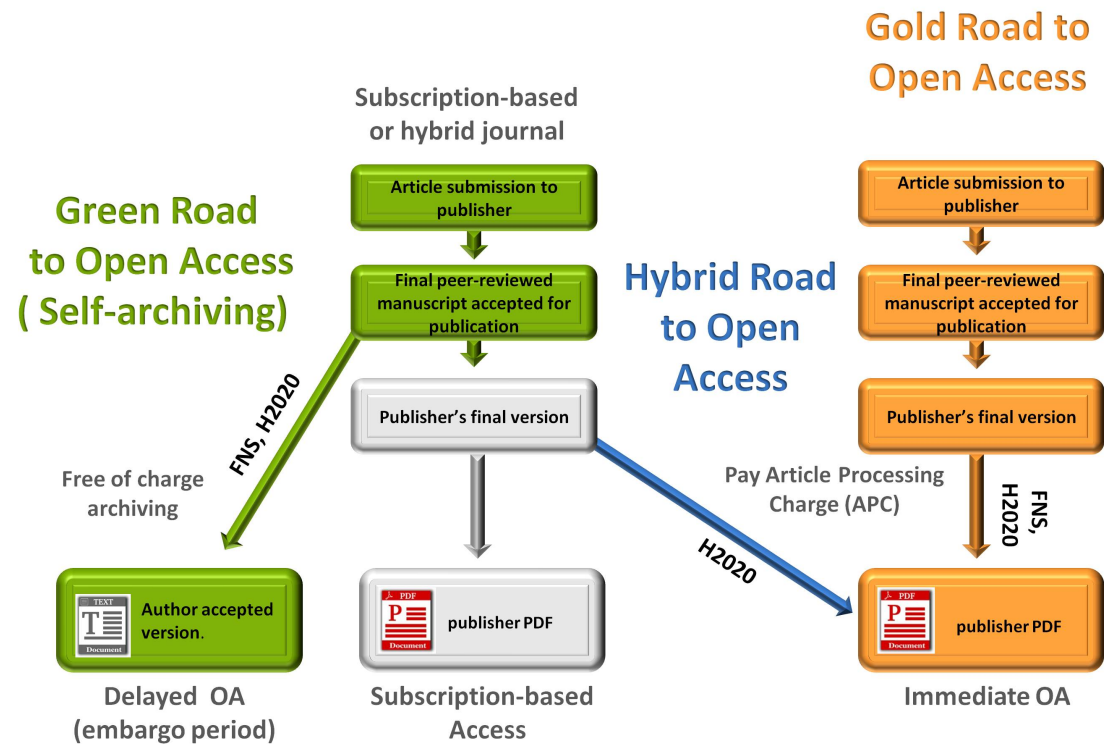 Gold Road to
Open Access
Subscription-based
or hybrid journal
Article submission to
publisher
Article submission to
publisher
Green Road
to Open Access
( Self-archiving)
Final peer-reviewed
manuscript accepted for
publication
Hybrid Road
to Open
Access
Final peer-reviewed
manuscript accepted for
publication
FNS, H2020
Publisher's final version
Publisher's final version
Free of charge
archiving
Pay Article Processing
Charge (APC)
FNS,
H2020
H2020
TEXT
T
Document
Author accepted
version.
PDF
P
Document
publisher PDF
PDF
P
Document
publisher PDF
Delayed OA
(embargo period)
Subscription-based
Access
Immediate OA